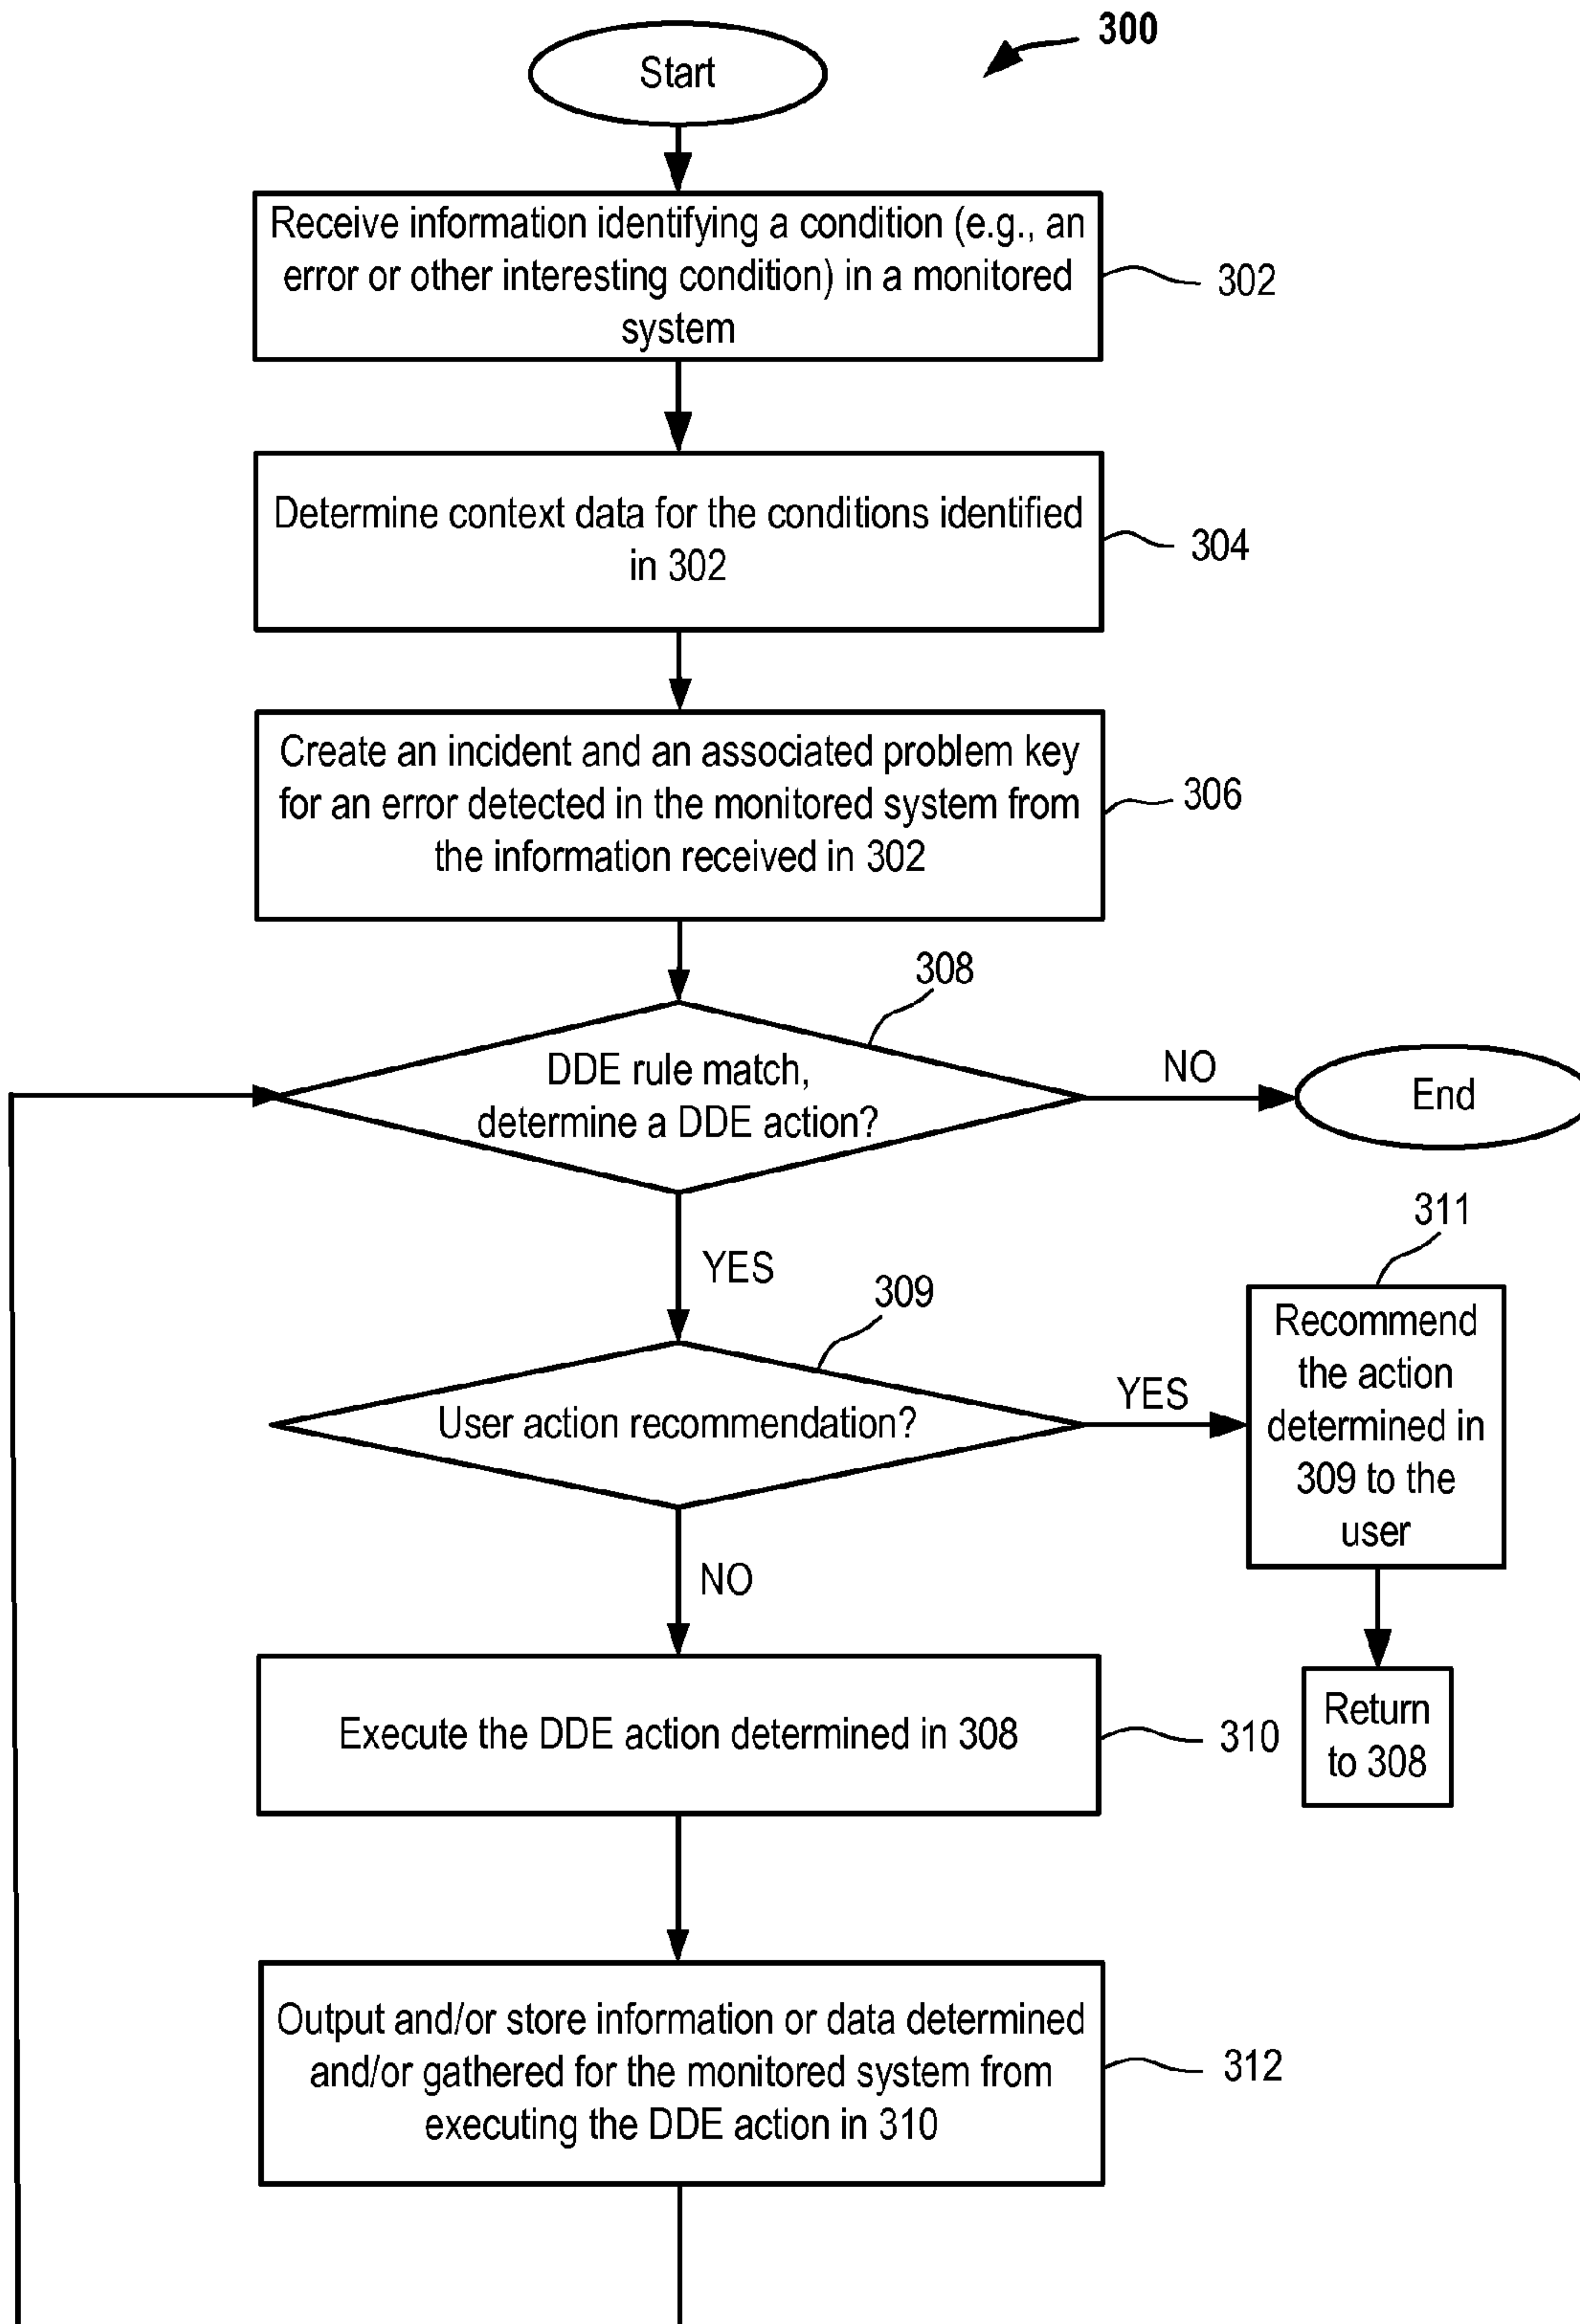 300
Start
Receive information identifying a condition (e.g., an
error or other interesting condition) in a monitored
system
302
Determine context data for the conditions identified
in 302
304
Create an incident and an associated problem key
for an error detected in the monitored system from
the information received in 302
306
308
DDE rule match,
determine a DDE action?
NO
End
YES
309
User action recommendation?
YES
311
Recommend
the action
determined in
309 to the
user
Return
to 308
NO
Execute the DDE action determined in 308
310
Output and/or store information or data determined
and/or gathered for the monitored system from
executing the DDE action in 310
312